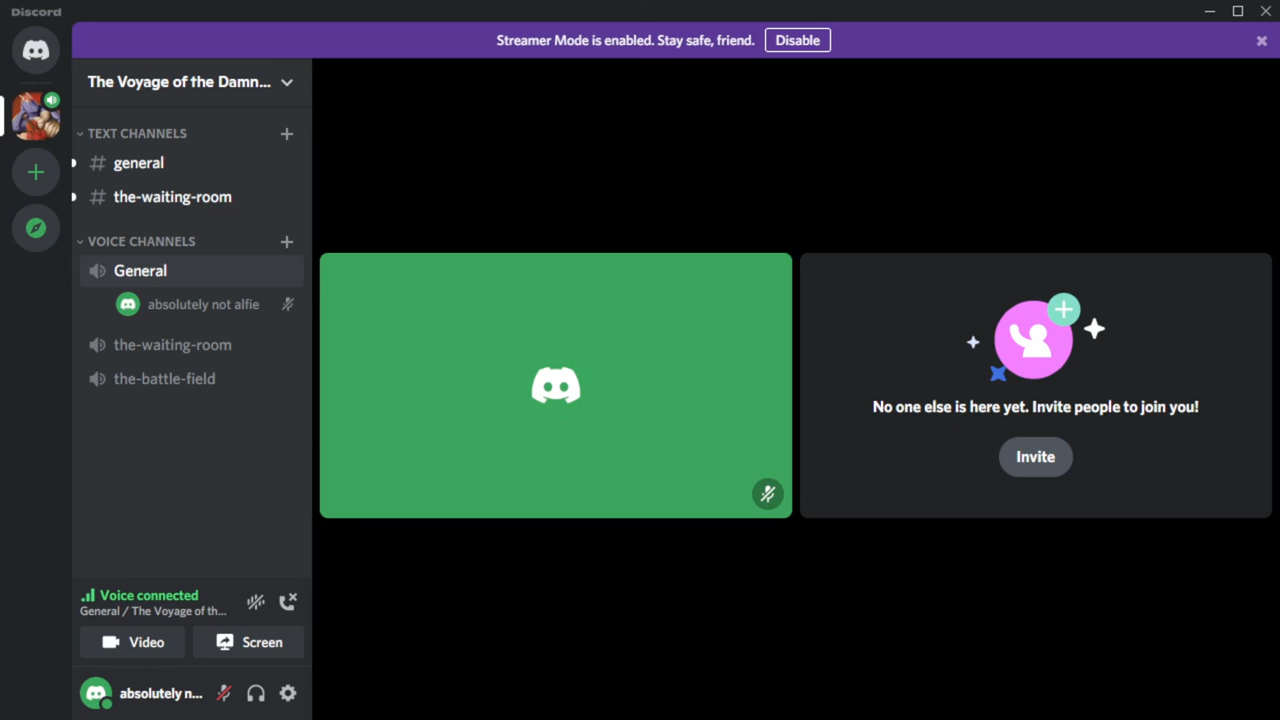 Discord
Streamer Mode is enabled. Stay safe, friend.
Disable
The Voyage of the Damn...
TEXT CHANNELS
general
the-waiting-room
VOICE CHANNELS
General
absolutely not alfie
the-waiting-room
the-battle-field
No one else is here yet. Invite people to join you!
Invite
Voice connected
General / The Voyage of th...
Video
Screen
absolutely n...